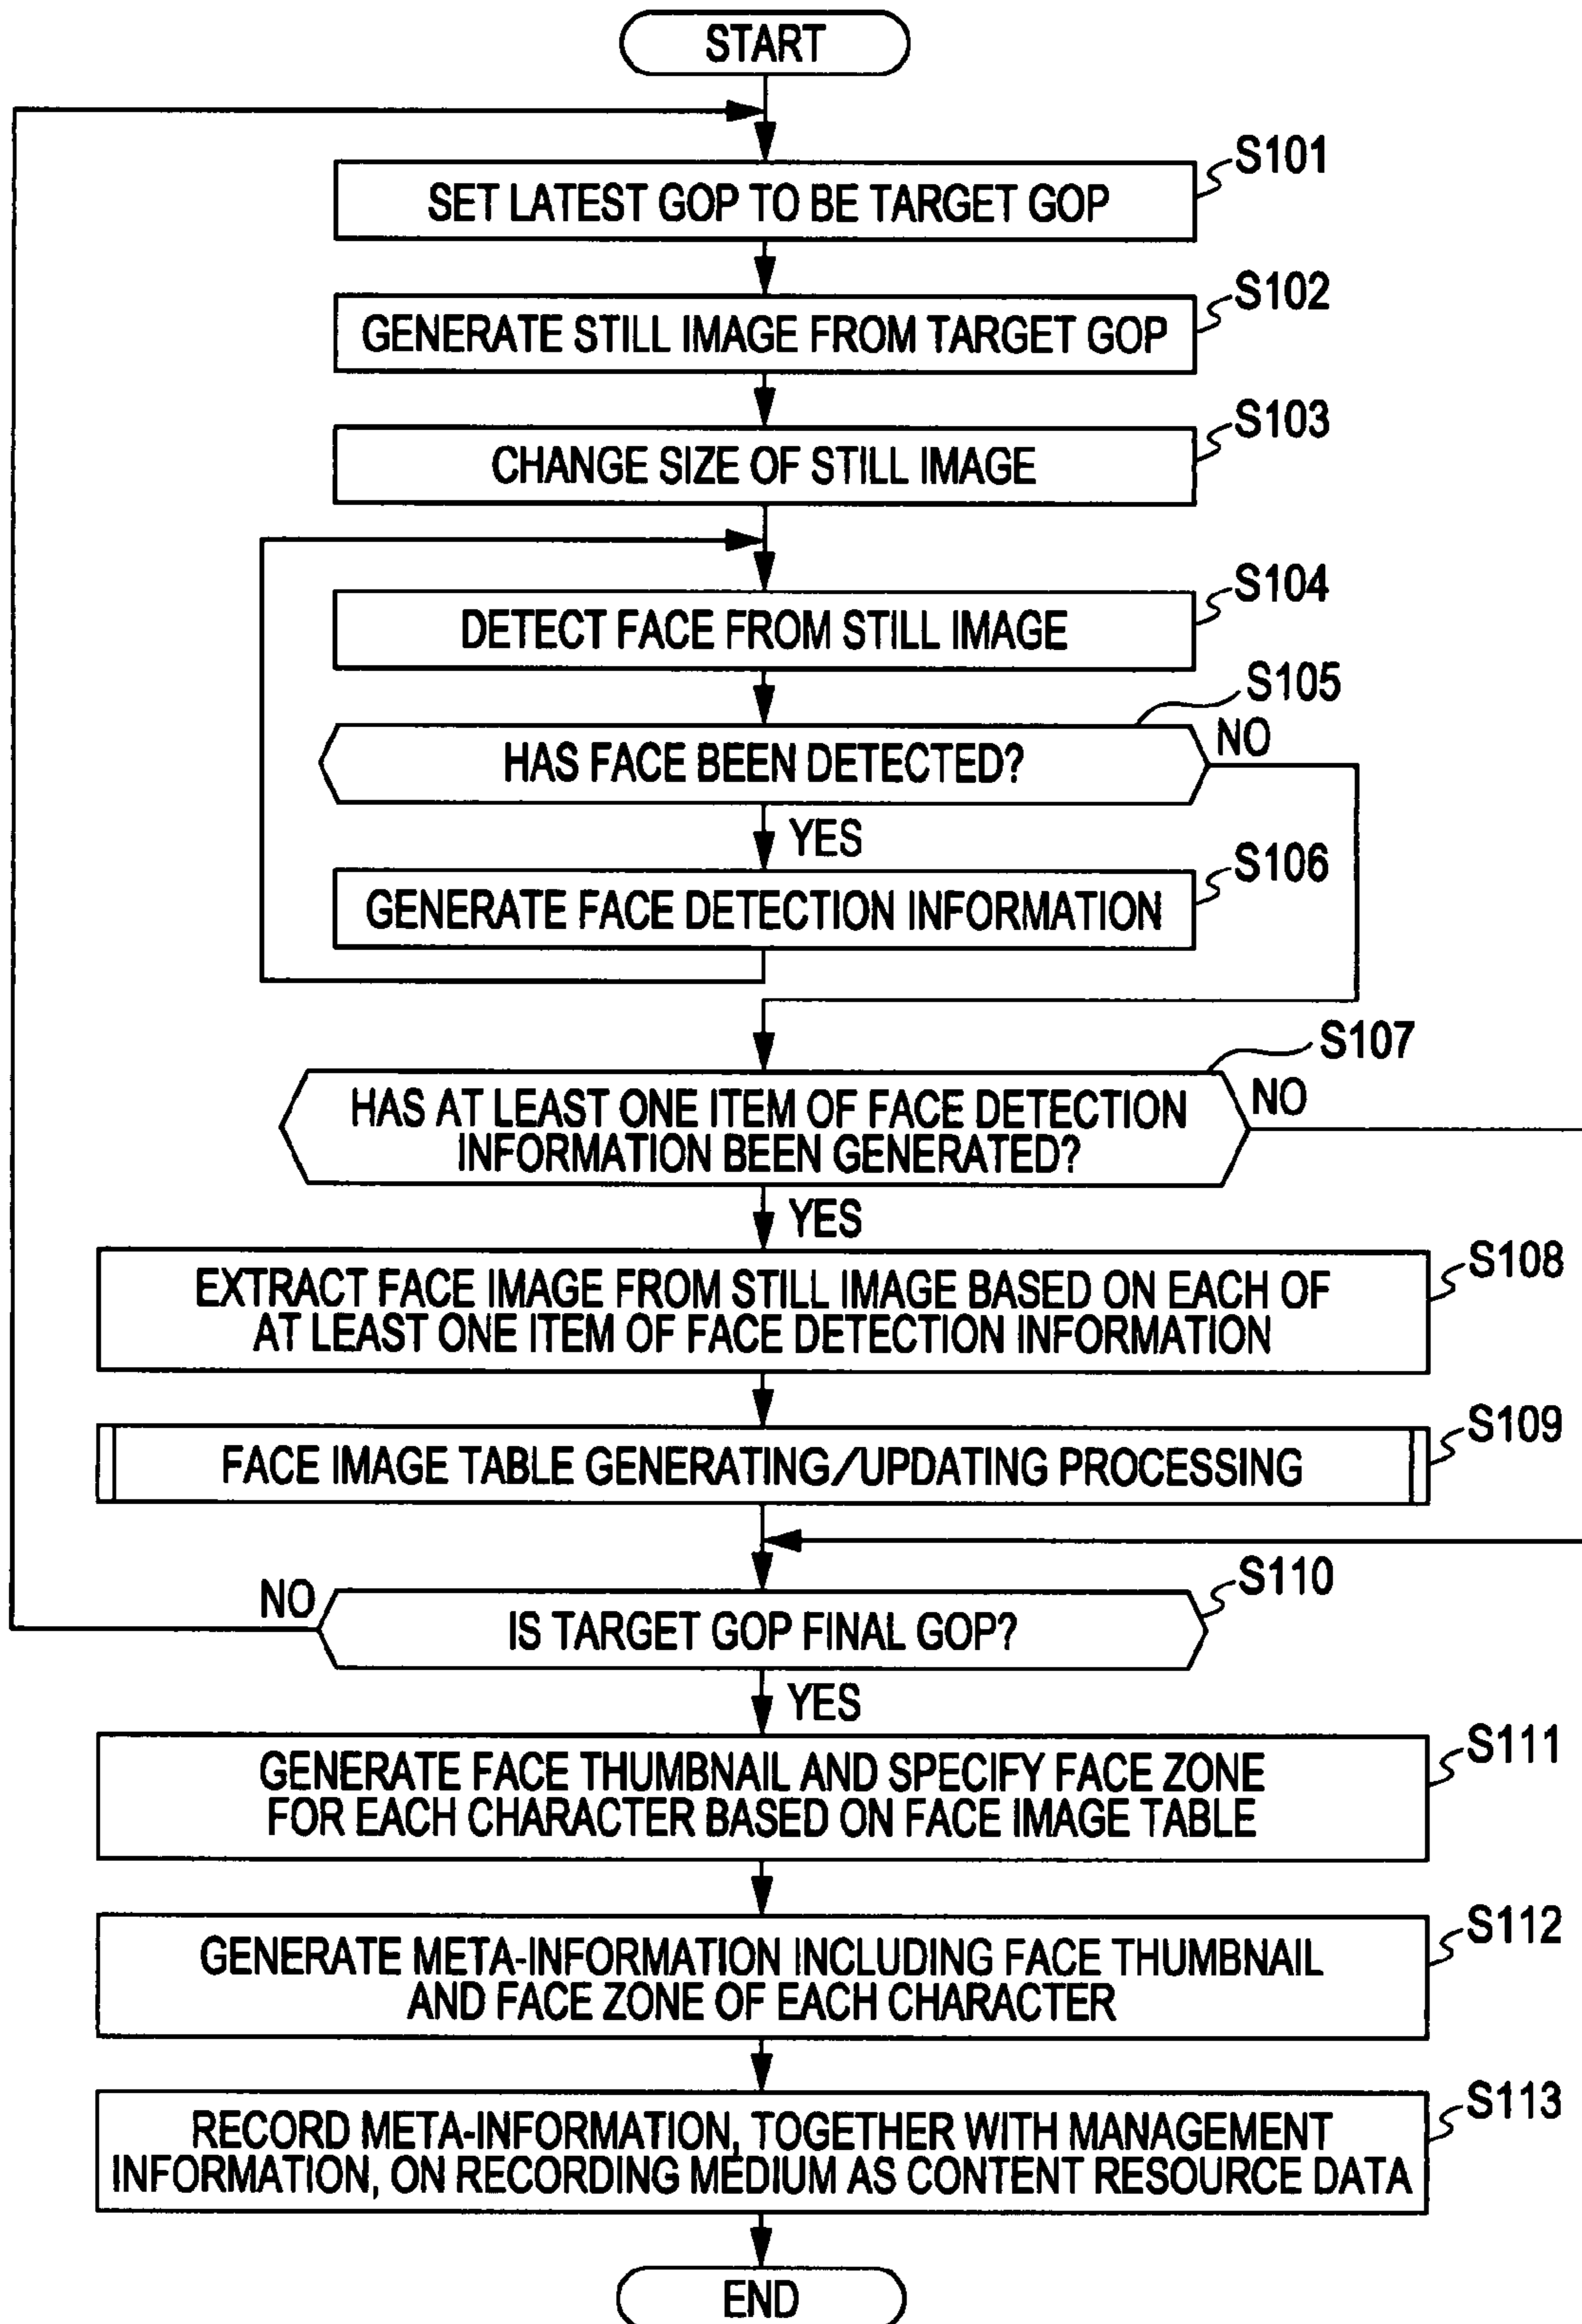 START
S101
SET LATEST GOP TO BE TARGET GOP
S102
GENERATE STILL IMAGE FROM TARGET GOP
S103
CHANGE SIZE OF STILL IMAGE
S104
DETECT FACE FROM STILL IMAGE
S105
HAS FACE BEEN DETECTED?
NO
YES
S106
GENERATE FACE DETECTION INFORMATION
S107
HAS AT LEAST ONE ITEM OF FACE DETECTION
INFORMATION BEEN GENERATED?
NO
YES
S108
EXTRACT FACE IMAGE FROM STILL IMAGE BASED ON EACH OF
AT LEAST ONE ITEM OF FACE DETECTION INFORMATION
S109
FACE IMAGE TABLE GENERATING/UPDATING PROCESSING
S110
NO
IS TARGET GOP FINAL GOP?
YES
S111
GENERATE FACE THUMBNAIL AND SPECIFY FACE ZONE
FOR EACH CHARACTER BASED ON FACE IMAGE TABLE
S112
GENERATE META-INFORMATION INCLUDING FACE THUMBNAIL
AND FACE ZONE OF EACH CHARACTER
S113
RECORD META-INFORMATION, TOGETHER WITH MANAGEMENT
INFORMATION, ON RECORDING MEDIUM AS CONTENT RESOURCE DATA
END